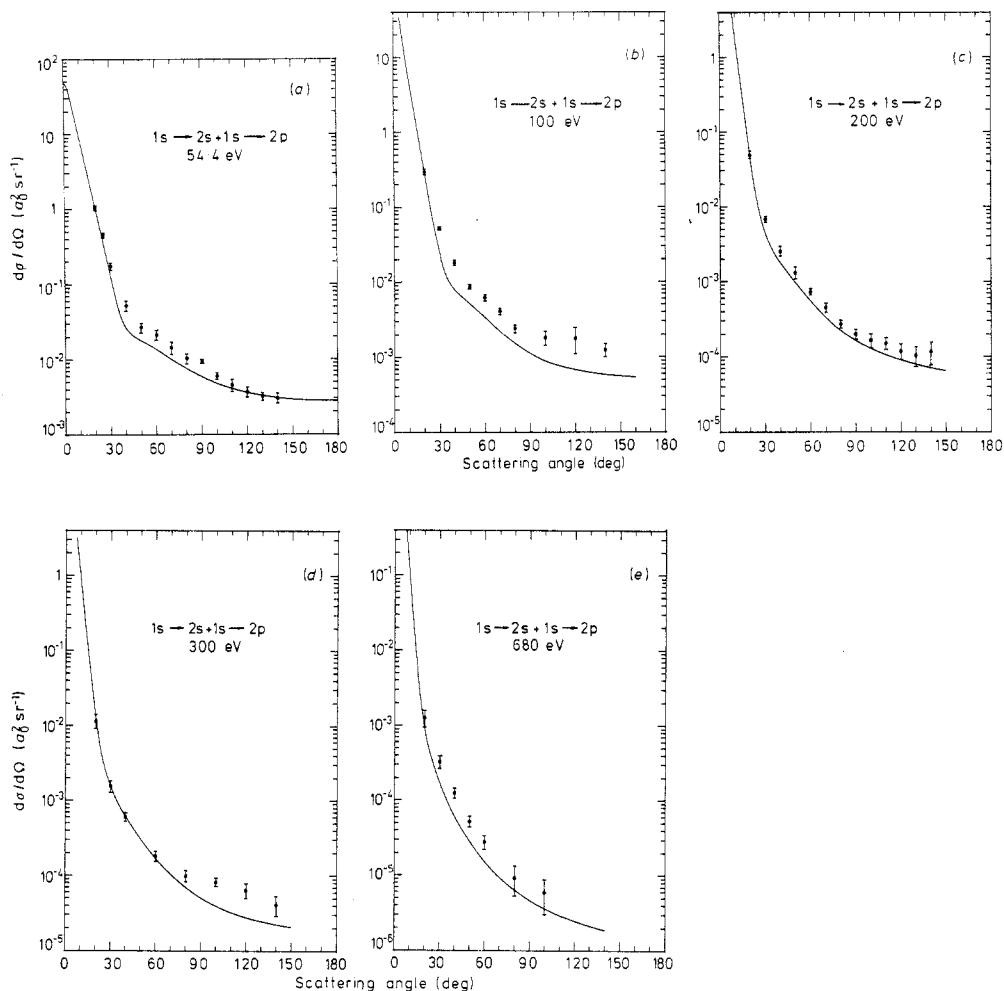 (a)
1s → 2s+1s → 2p
54·4 eV
dσ/dΩ (a₀² sr⁻¹)
10²
10
1
10⁻¹
10⁻²
10⁻³
0 30 60 90 120 150 180
(b)
1s — 2s + 1s → 2p
100 eV
10
1
10⁻¹
10⁻²
10⁻³
10⁻⁴
0 30 60 90 120 150 180
Scattering angle (deg)
(c)
1s → 2s + 1s → 2p
200 eV
1
10⁻¹
10⁻²
10⁻³
10⁻⁴
10⁻⁵
0 30 60 90 120 150 180
(d)
1s → 2s+1s — 2p
300 eV
dσ/dΩ (a₀² sr⁻¹)
1
10⁻¹
10⁻²
10⁻³
10⁻⁴
10⁻⁵
0 30 60 90 120 150 180
(e)
1s → 2s + 1s → 2p
680 eV
10⁻¹
10⁻²
10⁻³
10⁻⁴
10⁻⁵
10⁻⁶
0 30 60 90 120 150 180
Scattering angle (deg)